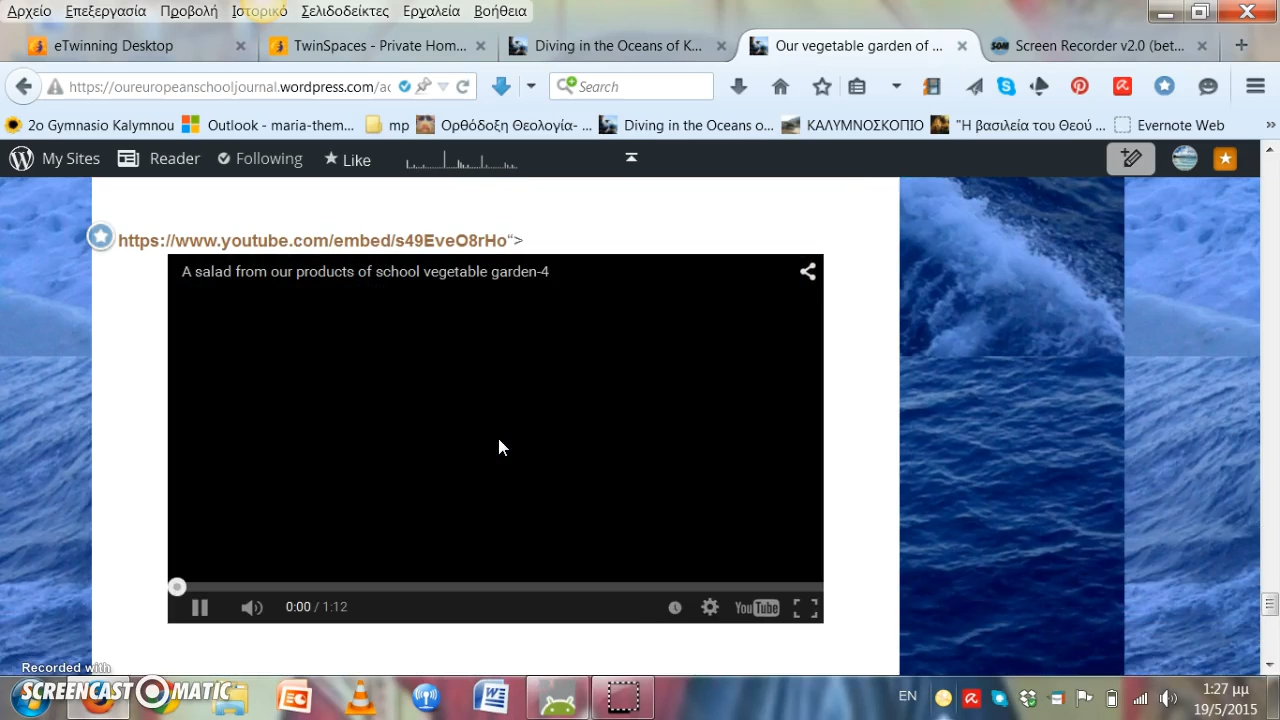 Αρχείο Επεξεργασία Προβολή Ιστορικό Σελιδοδείκτες Εργαλεία Βοήθεια
eTwinning Desktop
TwinSpaces - Private Hom...
Diving in the Oceans of K...
Our vegetable garden of ...
Screen Recorder v2.0 (bet...
https://oureuropeanschooljournal.wordpress.com/ac
Search
2o Gymnasio Kalymnou
Outlook - maria-them...
mp
Ορθόδοξη Θεολογία- ...
Diving in the Oceans o...
ΚΑΛΥΜΝΟΣΚΟΠΙΟ
"Η βασιλεία του Θεού ...
Evernote Web
My Sites Reader Following Like
https://www.youtube.com/embed/s49EveO8rHo“>
A salad from our products of school vegetable garden-4
0:00 / 1:12
YouTube
Recorded with
SCREENCAST MATIC
EN
1:27 μμ
19/5/2015